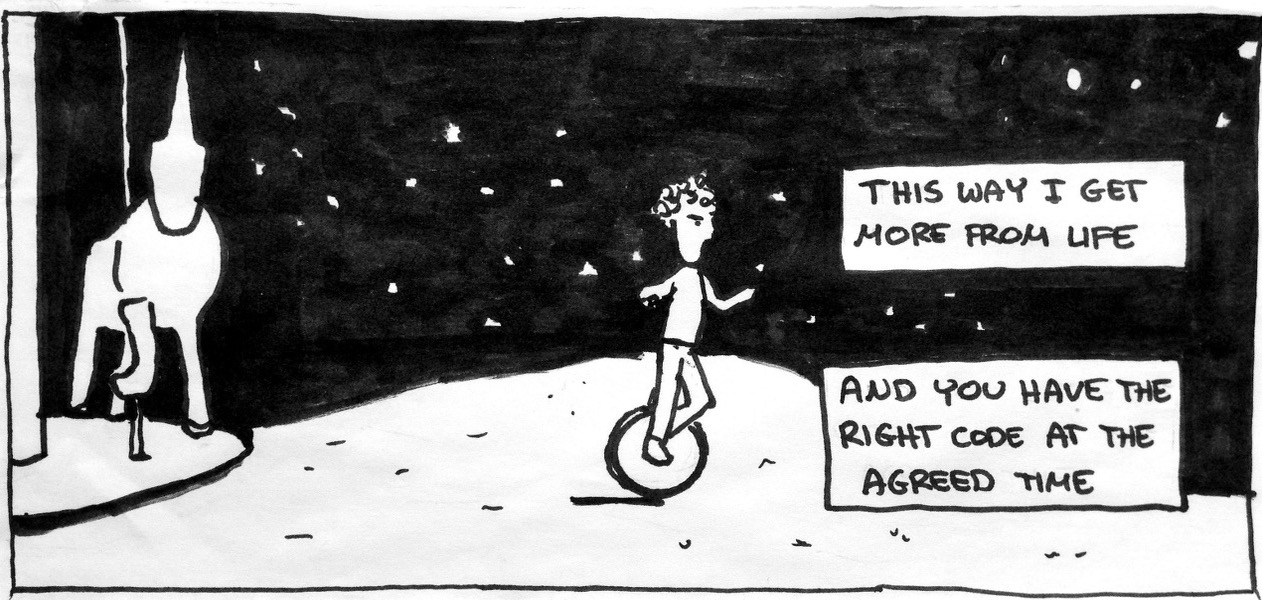 THIS WAY I GET
MORE FROM LIFE
AND YOU HAVE THE
RIGHT CODE AT THE
AGREED TIME